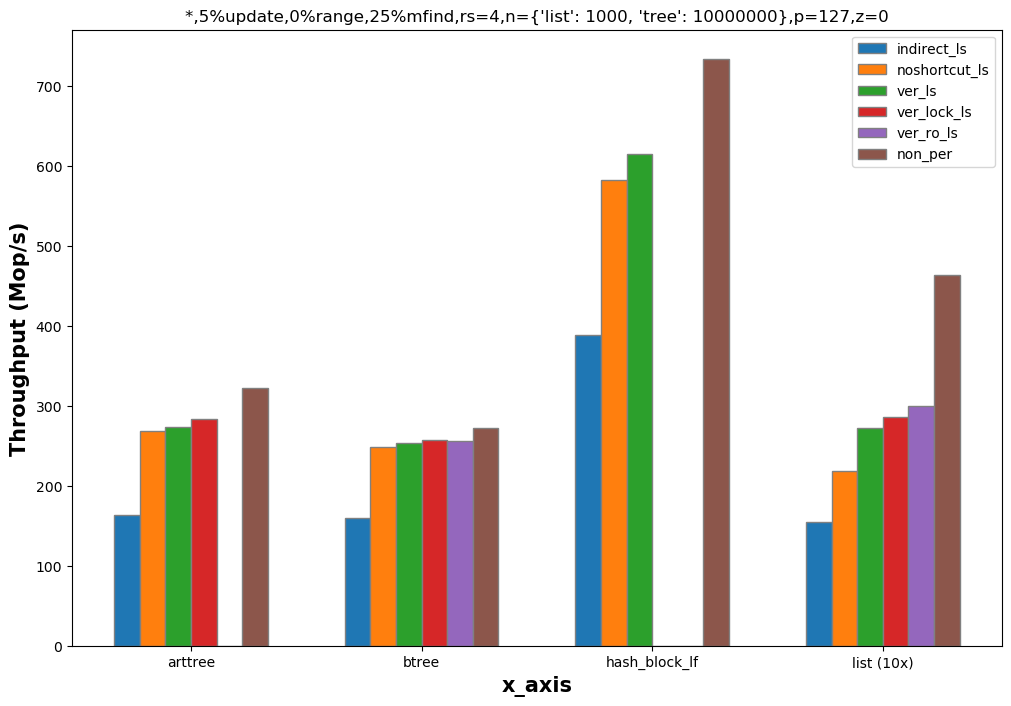 *,5%update,0%range,25%mfind,rs=4,n={'list': 1000, 'tree': 10000000},p=127,z=0
indirect_ls
noshortcut_ls
ver_ls
ver_lock_ls
ver_ro_ls
non_per
Throughput (Mop/s)
700
600
500
400
300
200
100
0
arttree btree hash_block_lf list (10x)
x_axis